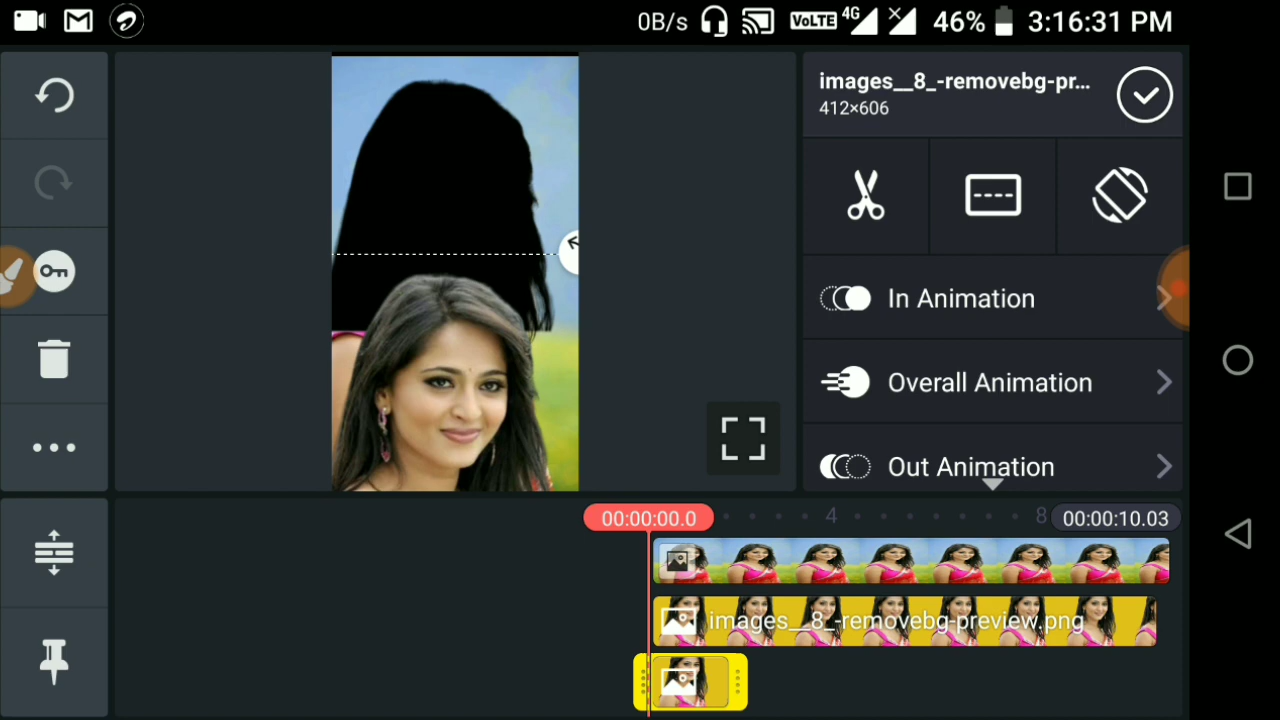 0B/s VoLTE 4G 46% 3:16:31 PM
images__8_-removebg-pr...
412×606
In Animation
Overall Animation
Out Animation
00:00:00.0 4 8 00:00:10.03
images__8_-removebg-preview.png